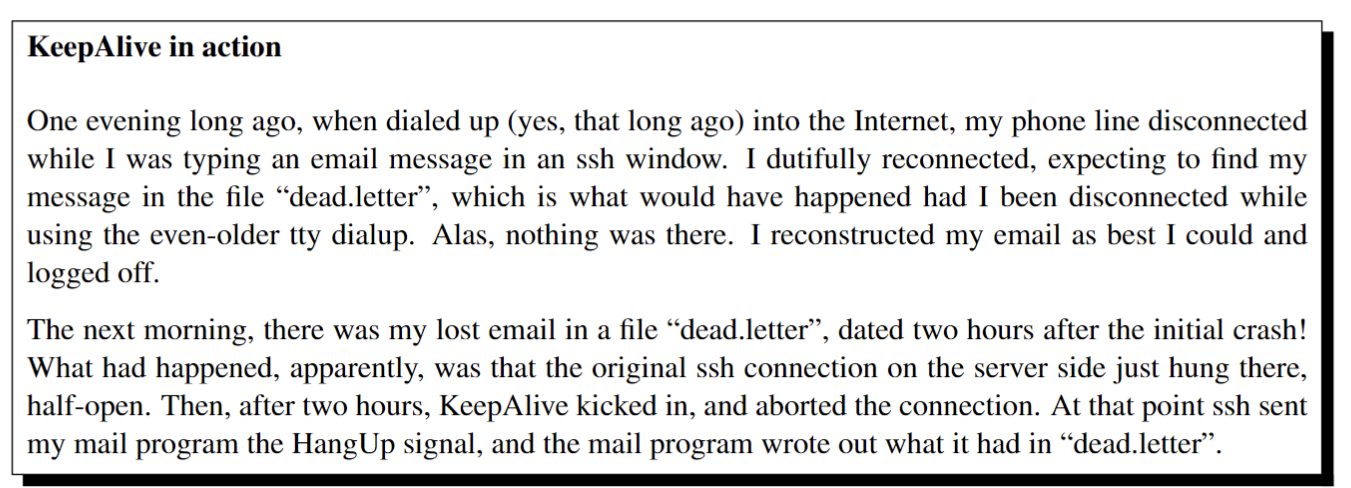 KeepAlive in action
One evening long ago, when dialed up (yes, that long ago) into the Internet, my phone line disconnected
while I was typing an email message in an ssh window. I dutifully reconnected, expecting to find my
message in the file “dead.letter”, which is what would have happened had I been disconnected while
using the even-older tty dialup. Alas, nothing was there. I reconstructed my email as best I could and
logged off.
The next morning, there was my lost email in a file “dead.letter”, dated two hours after the initial crash!
What had happened, apparently, was that the original ssh connection on the server side just hung there,
half-open. Then, after two hours, KeepAlive kicked in, and aborted the connection. At that point ssh sent
my mail program the HangUp signal, and the mail program wrote out what it had in “dead.letter”.